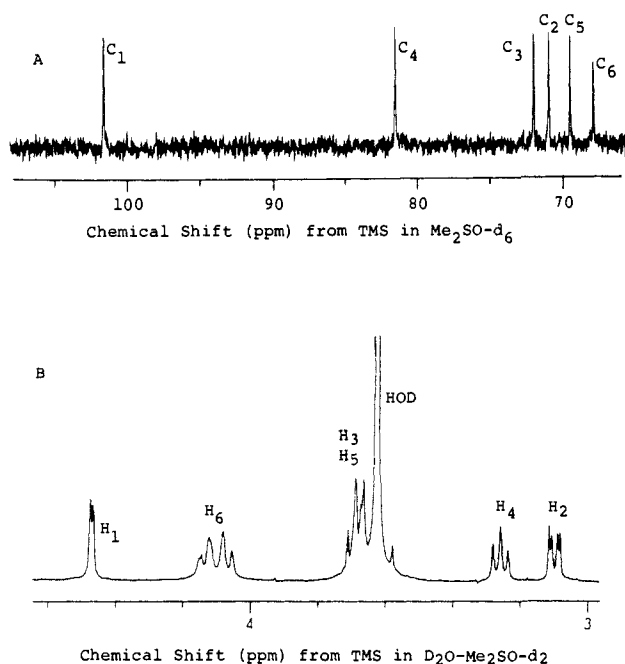 A
C₁
C₄
C₃
C₂
C₅
C₆
100
90
80
70
Chemical Shift (ppm) from TMS in Me₂SO-d₆
B
H₁
H₆
H₃
H₅
HOD
H₄
H₂
4
3
Chemical Shift (ppm) from TMS in D₂O-Me₂SO-d₂